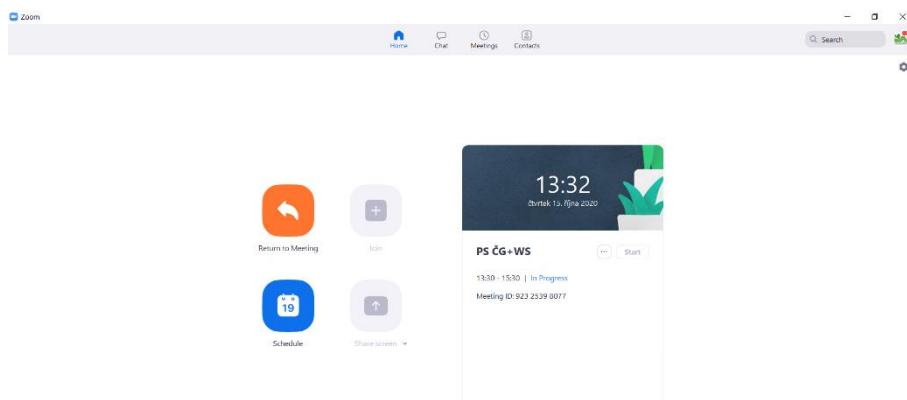 Zoom
Home
Chat
Meetings
Contacts
Search
13:32
čtvrtek 15. října 2020
Return to Meeting
Join
PS ČG+WS
Start
13:30 - 15:30 | In Progress
Meeting ID: 923 2539 8077
19
Schedule
Share screen